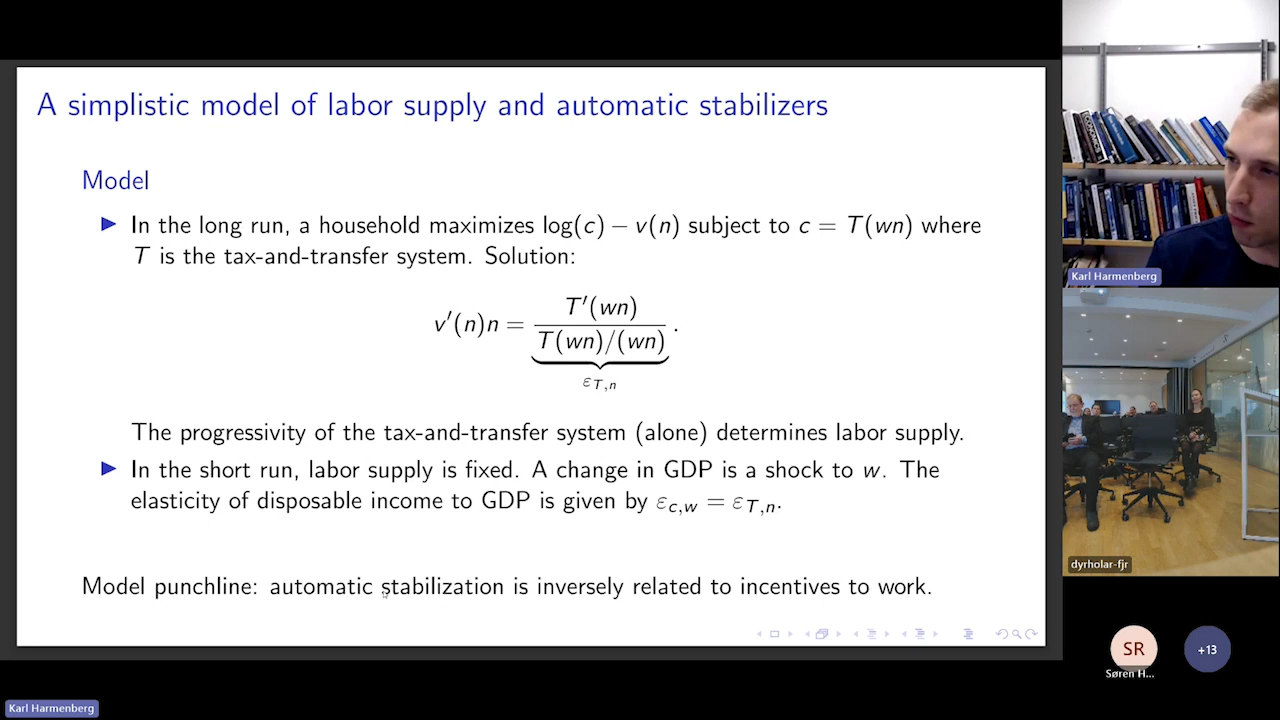 A simplistic model of labor supply and automatic stabilizers
Model
In the long run, a household maximizes log(c) − v(n) subject to c = T(wn) where
T is the tax-and-transfer system. Solution:
v′(n)n = T′(wn) / T(wn)/(wn) .
ε_T,n
The progressivity of the tax-and-transfer system (alone) determines labor supply.
In the short run, labor supply is fixed. A change in GDP is a shock to w. The
elasticity of disposable income to GDP is given by ε_c,w = ε_T,n.
Model punchline: automatic stabilization is inversely related to incentives to work.
Karl Harmenberg
dyrholar-fjr
SR
Søren H...
+13
Karl Harmenberg